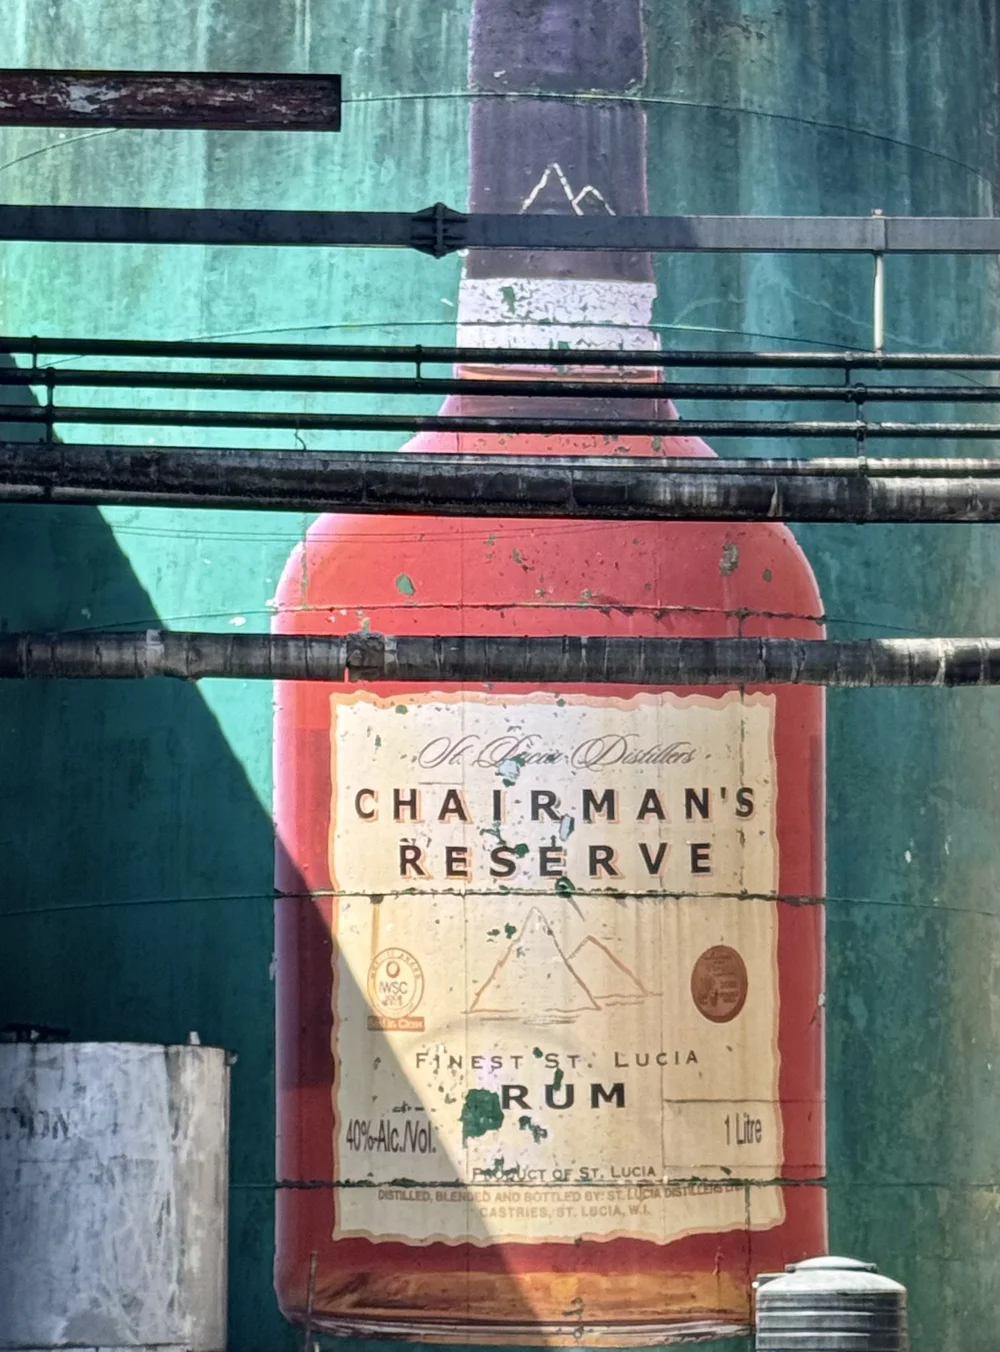 St. Lucia Distillers
CHAIRMAN'S
RESERVE
IWSC
FINEST ST. LUCIA
RUM
40% Alc./Vol.
1 Litre
PRODUCT OF ST. LUCIA
DISTILLED, BLENDED AND BOTTLED BY: ST. LUCIA DISTILLERS
CASTRIES, ST. LUCIA, W.I.